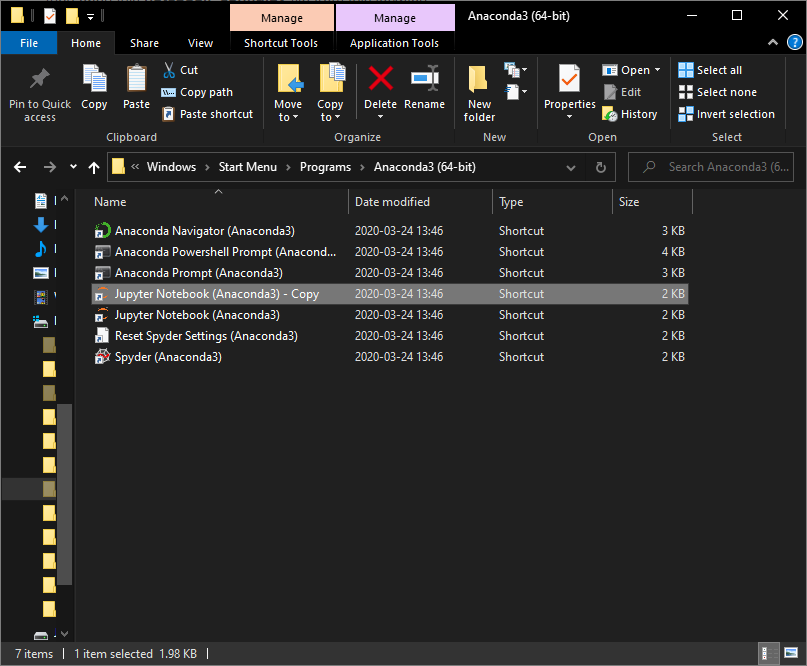 Manage Manage Anaconda3 (64-bit)
File Home Share View Shortcut Tools Application Tools
Pin to Quick access
Copy
Paste
Cut
Copy path
Paste shortcut
Clipboard
Move to
Copy to
Delete
Rename
Organize
New folder
New
Properties
Open
Edit
History
Open
Select all
Select none
Invert selection
Select
« Windows › Start Menu › Programs › Anaconda3 (64-bit) Search Anaconda3 (6...
Name Date modified Type Size
Anaconda Navigator (Anaconda3) 2020-03-24 13:46 Shortcut 3 KB
Anaconda Powershell Prompt (Anacond... 2020-03-24 13:46 Shortcut 4 KB
Anaconda Prompt (Anaconda3) 2020-03-24 13:46 Shortcut 3 KB
Jupyter Notebook (Anaconda3) - Copy 2020-03-24 13:46 Shortcut 2 KB
Jupyter Notebook (Anaconda3) 2020-03-24 13:46 Shortcut 2 KB
Reset Spyder Settings (Anaconda3) 2020-03-24 13:46 Shortcut 2 KB
Spyder (Anaconda3) 2020-03-24 13:46 Shortcut 2 KB
7 items 1 item selected 1.98 KB